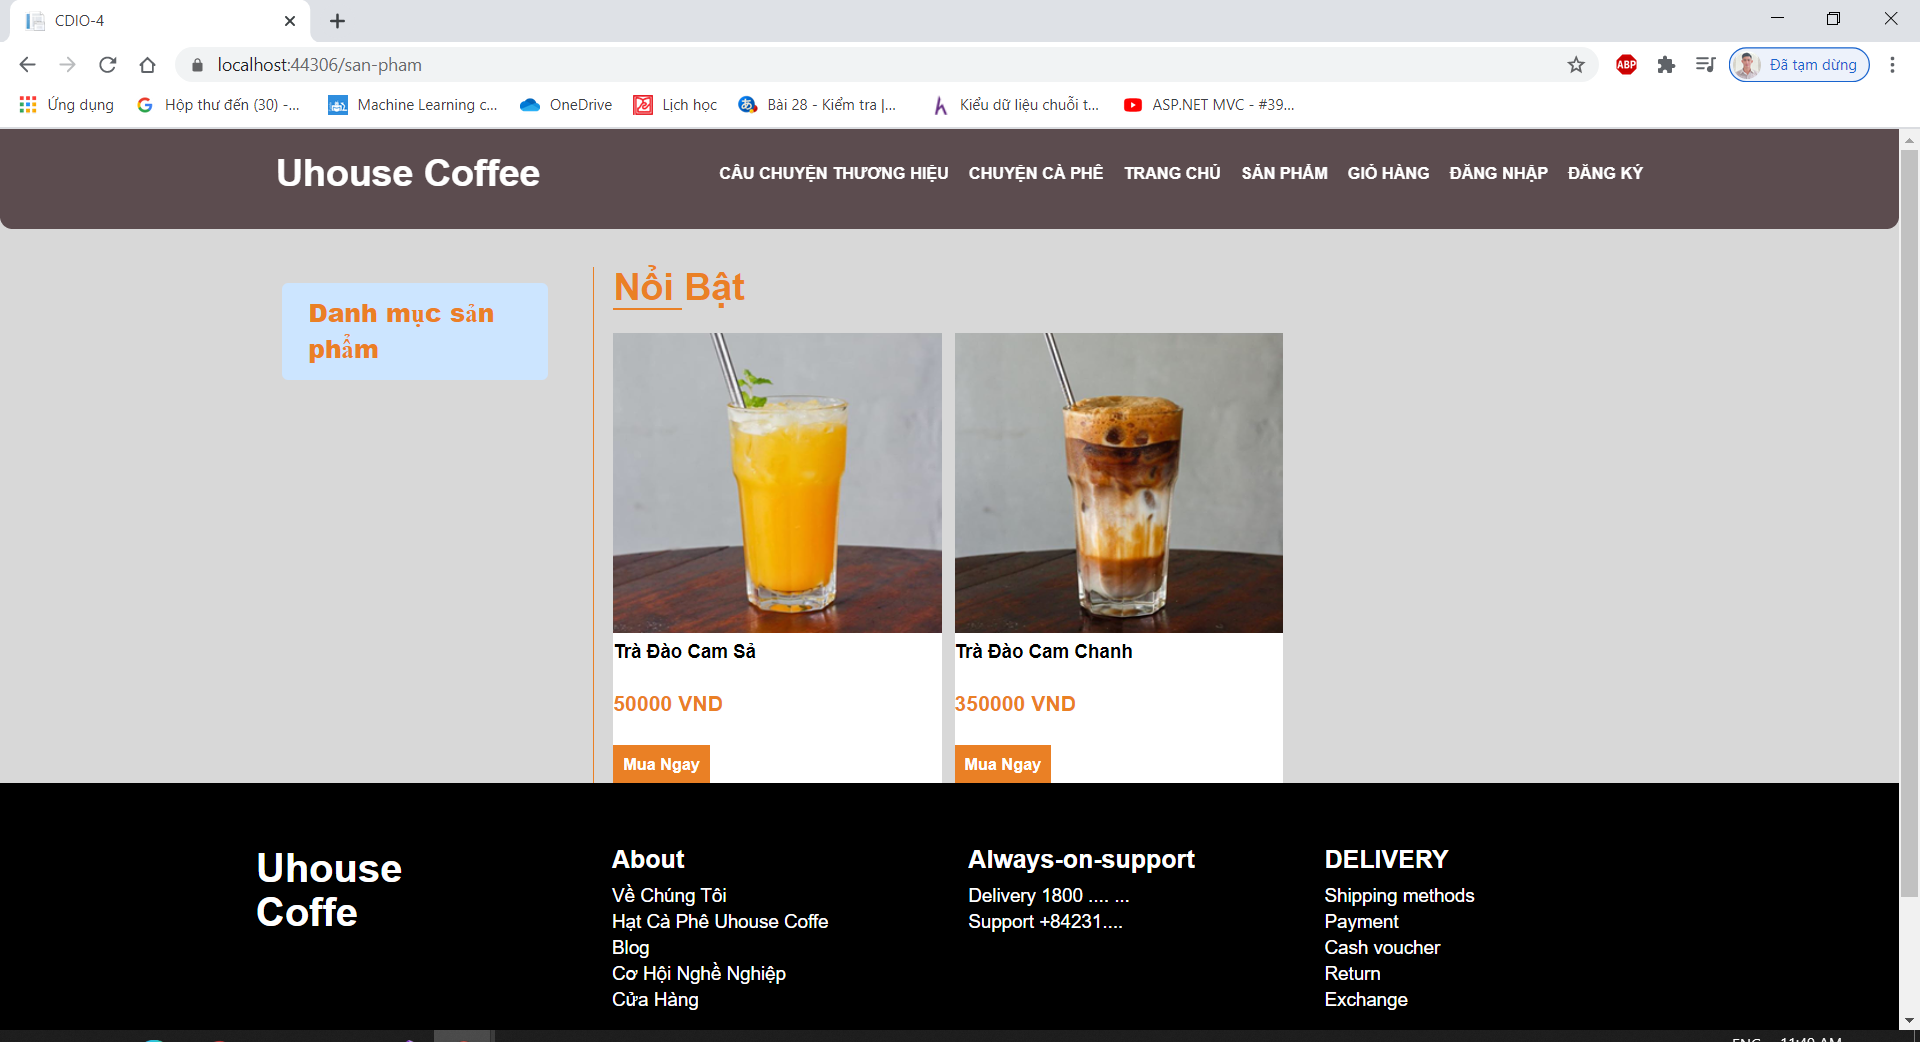 CDIO-4
localhost:44306/san-pham
ABP
Đã tạm dừng
Ứng dụng
Hộp thư đến (30) -...
Machine Learning c...
OneDrive
Lịch học
Bài 28 - Kiểm tra |...
Kiểu dữ liệu chuỗi t...
ASP.NET MVC - #39...
Uhouse Coffee
CÂU CHUYỆN THƯƠNG HIỆU
CHUYỆN CÀ PHÊ
TRANG CHỦ
SẢN PHẨM
GIỎ HÀNG
ĐĂNG NHẬP
ĐĂNG KÝ
Danh mục sản
phẩm
Nổi Bật
Trà Đào Cam Sả
50000 VND
Mua Ngay
Trà Đào Cam Chanh
350000 VND
Mua Ngay
Uhouse
Coffe
About
Về Chúng Tôi
Hạt Cà Phê Uhouse Coffe
Blog
Cơ Hội Nghề Nghiệp
Cửa Hàng
Always-on-support
Delivery 1800 .... ...
Support +84231....
DELIVERY
Shipping methods
Payment
Cash voucher
Return
Exchange
ENG
11:49 AM